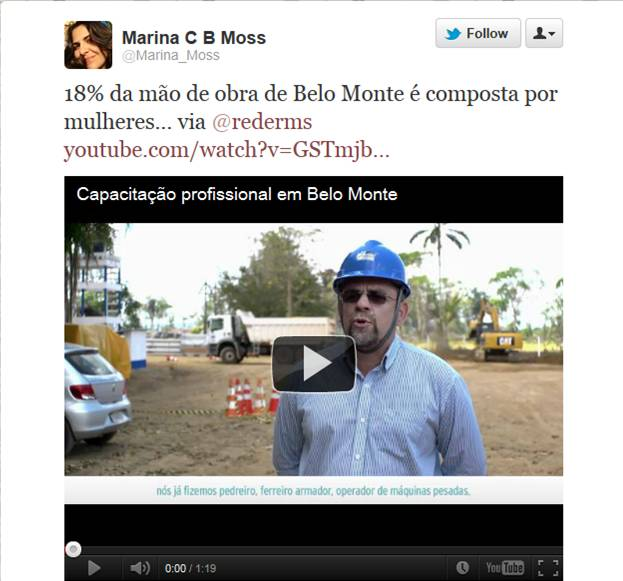 Marina C B Moss
@Marina_Moss
Follow
18% da mão de obra de Belo Monte é composta por
mulheres... via @rederms
youtube.com/watch?v=GSTmjb...
Capacitação profissional em Belo Monte
CAT
nós já fizemos pedreiro, ferreiro armador, operador de máquinas pesadas.
0:00 / 1:19
YouTube